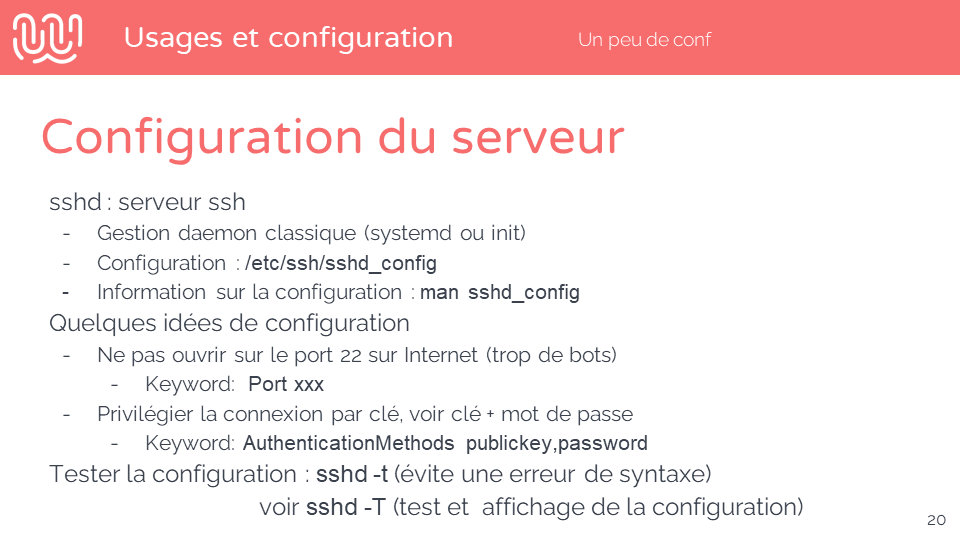 Usages et configuration
Un peu de conf
Configuration du serveur
sshd : serveur ssh
- Gestion daemon classique (systemd ou init)
- Configuration : /etc/ssh/sshd_config
- Information sur la configuration : man sshd_config
Quelques idées de configuration
- Ne pas ouvrir sur le port 22 sur Internet (trop de bots)
- Keyword: Port xxx
- Privilégier la connexion par clé, voir clé + mot de passe
- Keyword: AuthenticationMethods publickey,password
Tester la configuration : sshd -t (évite une erreur de syntaxe)
voir sshd -T (test et affichage de la configuration)
20